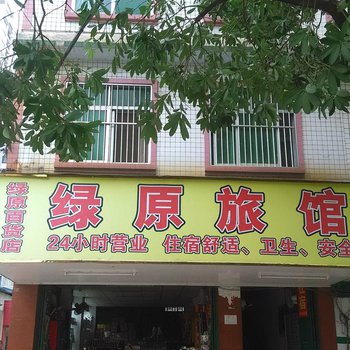 绿原百货店
绿原旅馆
24小时营业 住宿舒适、卫生、安全